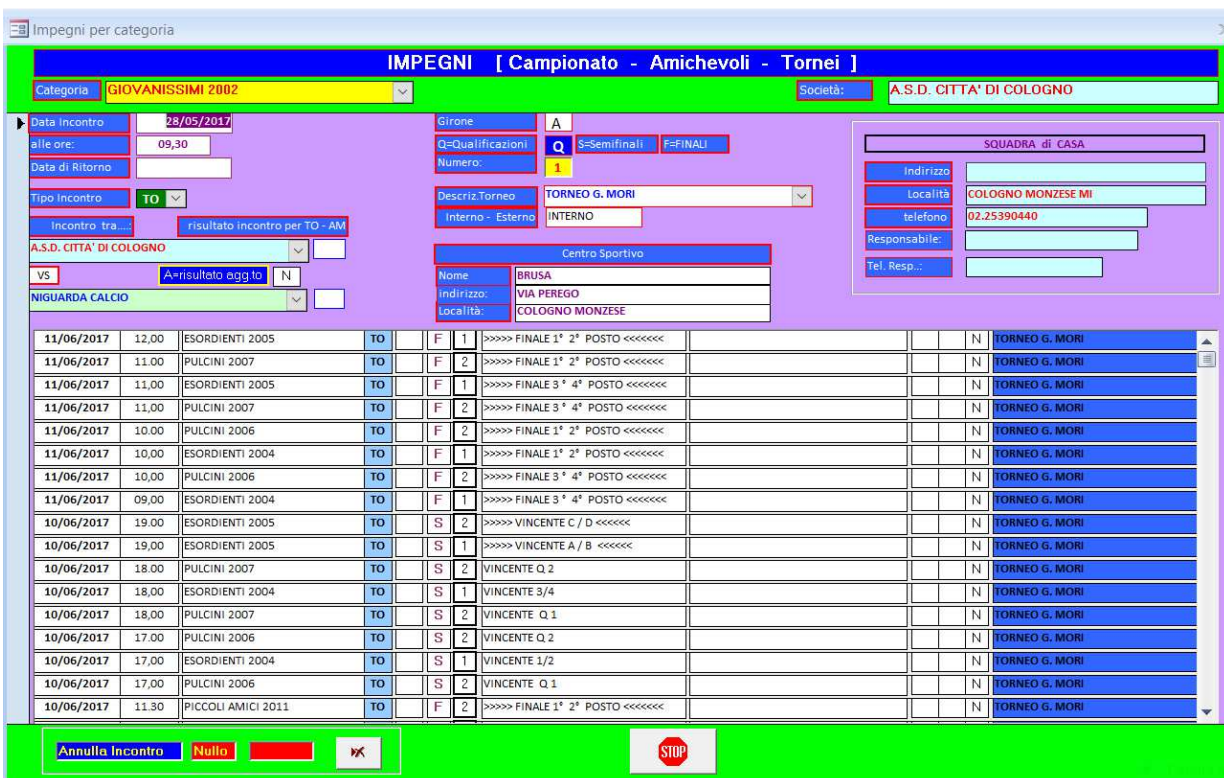 Impegni per categoria
IMPEGNI [ Campionato - Amichevoli - Tornei ]
Categoria GIOVANISSIMI 2002 Società: A.S.D. CITTA' DI COLOGNO
Data Incontro 28/05/2017 Girone A
alle ore: 09,30 Q=Qualificazioni Q S=Semifinali F=FINALI SQUADRA di CASA
Data di Ritorno Numero: 1 Indirizzo
Tipo Incontro TO Descriz.Torneo TORNEO G. MORI Località COLOGNO MONZESE MI
Incontro tra....: risultato incontro per TO - AM Interno - Esterno INTERNO telefono 02.25390440
A.S.D. CITTA' DI COLOGNO Centro Sportivo Responsabile:
vs A=risultato agg.to N Nome BRUSA Tel. Resp..:
NIGUARDA CALCIO indirizzo: VIA PEREGO
Località: COLOGNO MONZESE
11/06/2017 12,00 ESORDIENTI 2005 TO F 1 >>>>> FINALE 1° 2° POSTO <<<<<<< N TORNEO G. MORI
11/06/2017 11.00 PULCINI 2007 TO F 2 >>>>> FINALE 1° 2° POSTO <<<<<<< N TORNEO G. MORI
11/06/2017 11,00 ESORDIENTI 2005 TO F 1 >>>>> FINALE 3 ° 4° POSTO <<<<<<< N TORNEO G. MORI
11/06/2017 11,00 PULCINI 2007 TO F 2 >>>>> FINALE 3 ° 4° POSTO <<<<<<< N TORNEO G. MORI
11/06/2017 10.00 PULCINI 2006 TO F 2 >>>>> FINALE 1° 2° POSTO <<<<<<< N TORNEO G. MORI
11/06/2017 10,00 ESORDIENTI 2004 TO F 1 >>>>> FINALE 1° 2° POSTO <<<<<<< N TORNEO G. MORI
11/06/2017 10,00 PULCINI 2006 TO F 2 >>>>> FINALE 3 ° 4° POSTO <<<<<<< N TORNEO G. MORI
11/06/2017 09,00 ESORDIENTI 2004 TO F 1 >>>>> FINALE 3 ° 4° POSTO <<<<<<< N TORNEO G. MORI
10/06/2017 19.00 ESORDIENTI 2005 TO S 2 >>>>> VINCENTE C / D <<<<<< N TORNEO G. MORI
10/06/2017 19,00 ESORDIENTI 2005 TO S 1 >>>>> VINCENTE A / B <<<<<< N TORNEO G. MORI
10/06/2017 18.00 PULCINI 2007 TO S 2 VINCENTE Q 2 N TORNEO G. MORI
10/06/2017 18,00 ESORDIENTI 2004 TO S 1 VINCENTE 3/4 N TORNEO G. MORI
10/06/2017 18,00 PULCINI 2007 TO S 2 VINCENTE Q 1 N TORNEO G. MORI
10/06/2017 17.00 PULCINI 2006 TO S 2 VINCENTE Q 2 N TORNEO G. MORI
10/06/2017 17,00 ESORDIENTI 2004 TO S 1 VINCENTE 1/2 N TORNEO G. MORI
10/06/2017 17,00 PULCINI 2006 TO S 2 VINCENTE Q 1 N TORNEO G. MORI
10/06/2017 11.30 PICCOLI AMICI 2011 TO F 2 >>>>> FINALE 1° 2° POSTO <<<<<<< N TORNEO G. MORI
Annulla Incontro Nullo STOP